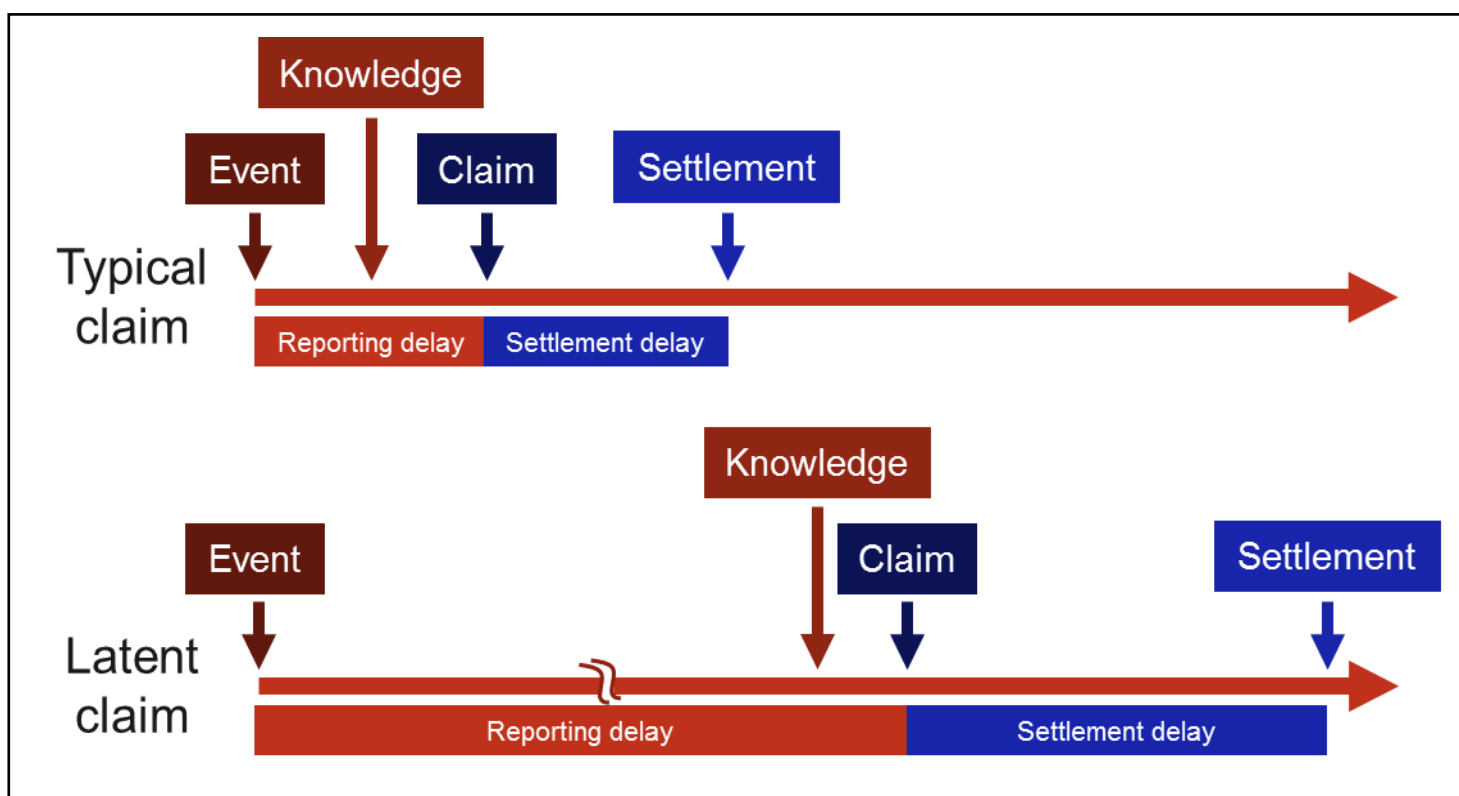 Knowledge
Event
Claim
Settlement
Typical
claim
Reporting delay
Settlement delay
Knowledge
Event
Claim
Settlement
Latent
claim
Reporting delay
Settlement delay